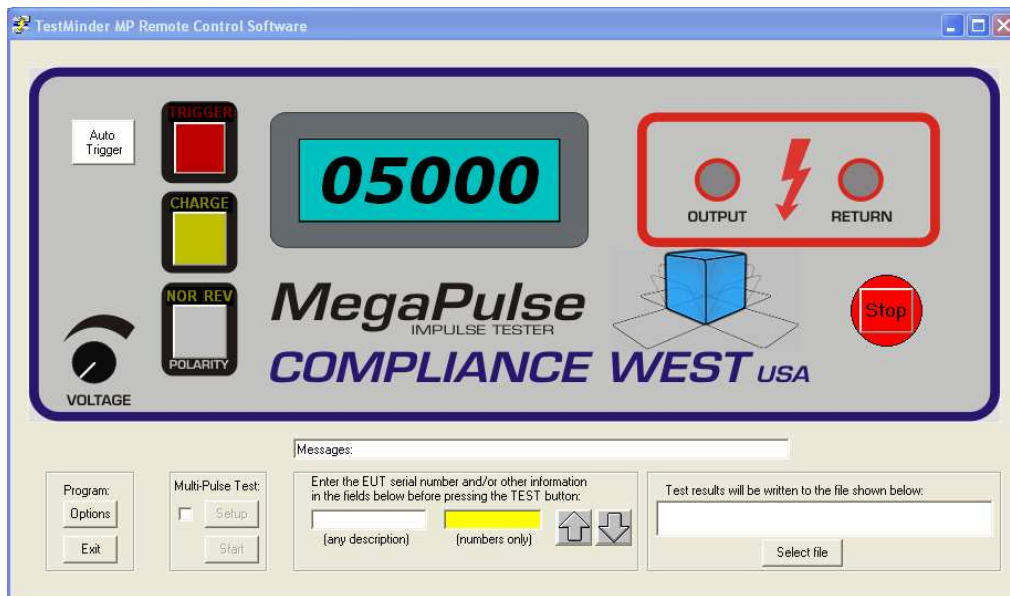 TestMinder MP Remote Control Software
Auto
Trigger
TRIGGER
CHARGE
NOR REV
POLARITY
VOLTAGE
05000
OUTPUT
RETURN
MegaPulse
IMPULSE TESTER
COMPLIANCE WEST USA
Stop
Messages:
Program:
Options
Exit
Multi-Pulse Test:
Setup
Start
Enter the EUT serial number and/or other information
in the fields below before pressing the TEST button:
(any description)
(numbers only)
Test results will be written to the file shown below:
Select file